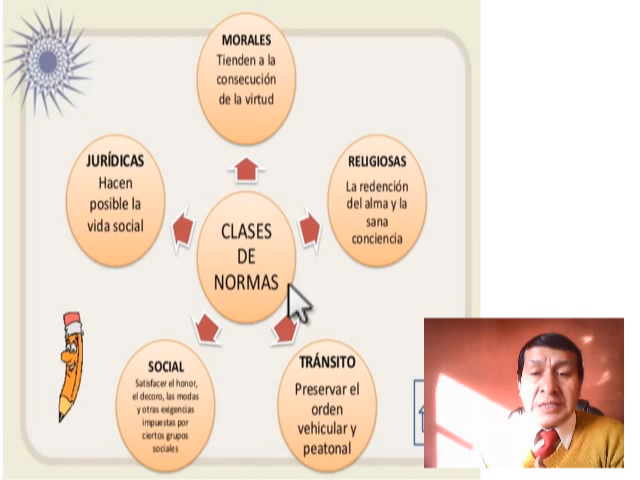 MORALES
Tienden a la
consecución
de la virtud
JURÍDICAS
Hacen
posible la
vida social
RELIGIOSAS
La redención
del alma y la
sana
conciencia
CLASES
DE
NORMAS
SOCIAL
Satisfacer el honor,
el decoro, las modas
y otras exigencias
impuestas por
ciertos grupos
sociales
TRÁNSITO
Preservar el
orden
vehicular y
peatonal